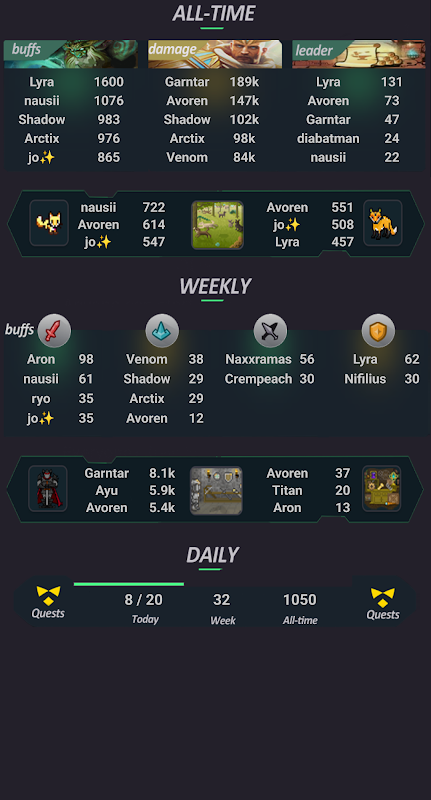 ALL-TIME
buffs damage leader
Lyra 1600 Garntar 189k Lyra 131
nausii 1076 Avoren 147k Avoren 73
Shadow 983 Shadow 102k Garntar 47
Arctix 976 Arctix 98k diabatman 24
jo✨ 865 Venom 84k nausii 22
nausii 722 Avoren 551
Avoren 614 jo✨ 508
jo✨ 547 Lyra 457
WEEKLY
buffs
Aron 98 Venom 38 Naxxramas 56 Lyra 62
nausii 61 Shadow 29 Crempeach 30 Nifilius 30
ryo 35 Arctix 29
jo✨ 35 Avoren 12
Garntar 8.1k Avoren 37
Ayu 5.9k Titan 20
Avoren 5.4k Aron 13
DAILY
8 / 20 32 1050
Quests Today Week All-time Quests